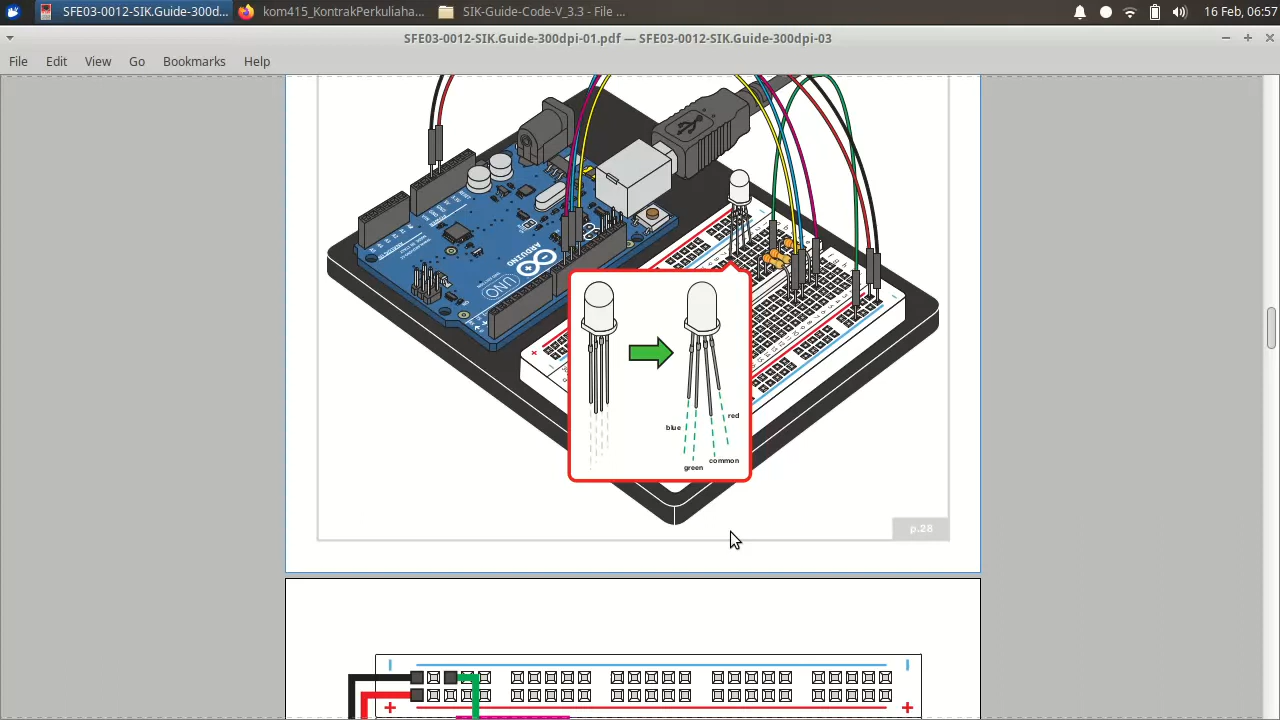 SFE03-0012-SIK.Guide-300d...
kom415_KontrakPerkuliaha...
SIK-Guide-Code-V_3.3 - File ...
16 Feb, 06:57
SFE03-0012-SIK.Guide-300dpi-01.pdf — SFE03-0012-SIK.Guide-300dpi-03
File Edit View Go Bookmarks Help
ARDUINO
UNO
red
blue
common
green
p.28